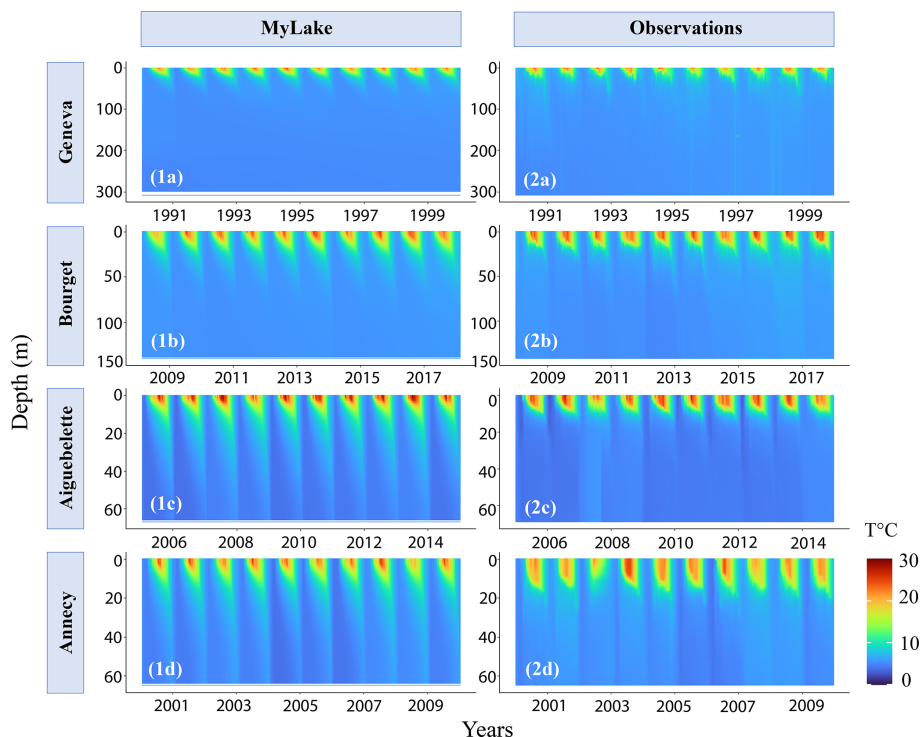 MyLake
Observations
Geneva
0
100
200
300
(1a)
1991 1993 1995 1997 1999
0
100
200
300
(2a)
1991 1993 1995 1997 1999
Bourget
0
50
100
150
(1b)
2009 2011 2013 2015 2017
0
50
100
150
(2b)
2009 2011 2013 2015 2017
Depth (m)
Aiguebelette
0
20
40
60
(1c)
2006 2008 2010 2012 2014
0
20
40
60
(2c)
2006 2008 2010 2012 2014
Annecy
0
20
40
60
(1d)
2001 2003 2005 2007 2009
0
20
40
60
(2d)
2001 2003 2005 2007 2009
T°C
30
20
10
0
Years